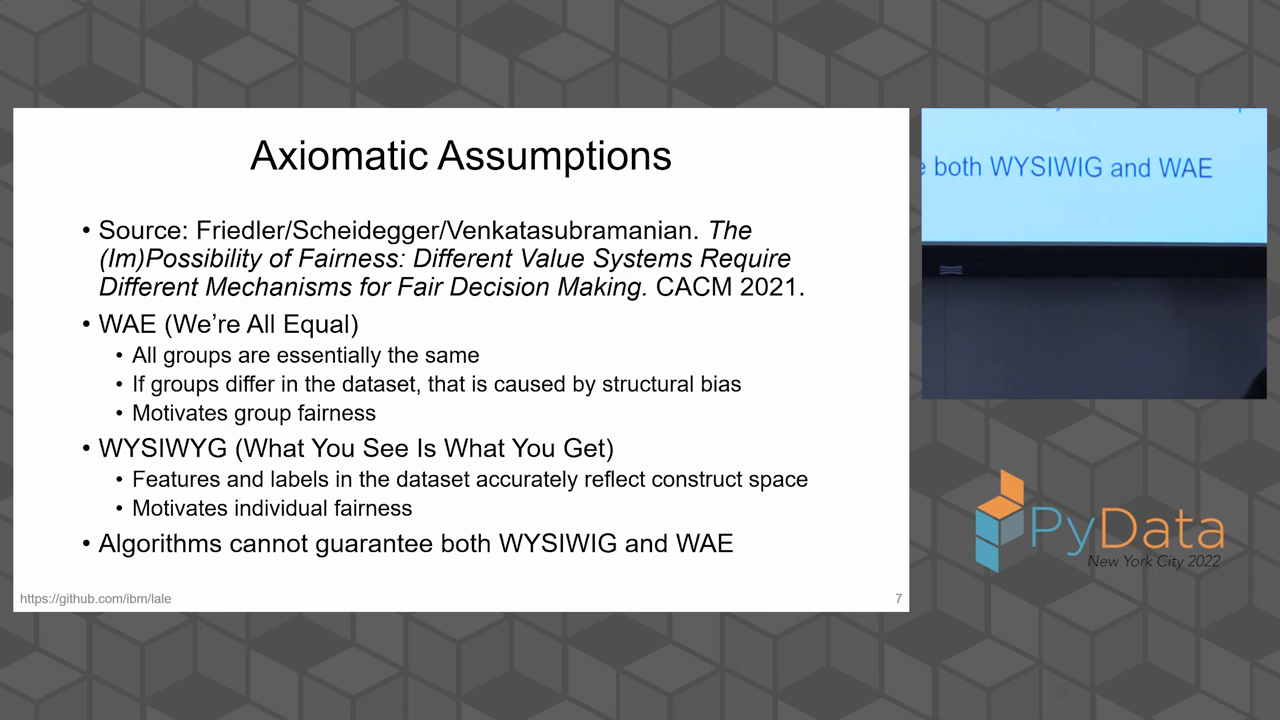 Axiomatic Assumptions
• Source: Friedler/Scheidegger/Venkatasubramanian. The
(Im)Possibility of Fairness: Different Value Systems Require
Different Mechanisms for Fair Decision Making. CACM 2021.
• WAE (We're All Equal)
• All groups are essentially the same
• If groups differ in the dataset, that is caused by structural bias
• Motivates group fairness
• WYSIWYG (What You See Is What You Get)
• Features and labels in the dataset accurately reflect construct space
• Motivates individual fairness
• Algorithms cannot guarantee both WYSIWIG and WAE
https://github.com/ibm/lale
7
both WYSIWIG and WAE
PyData
New York City 2022